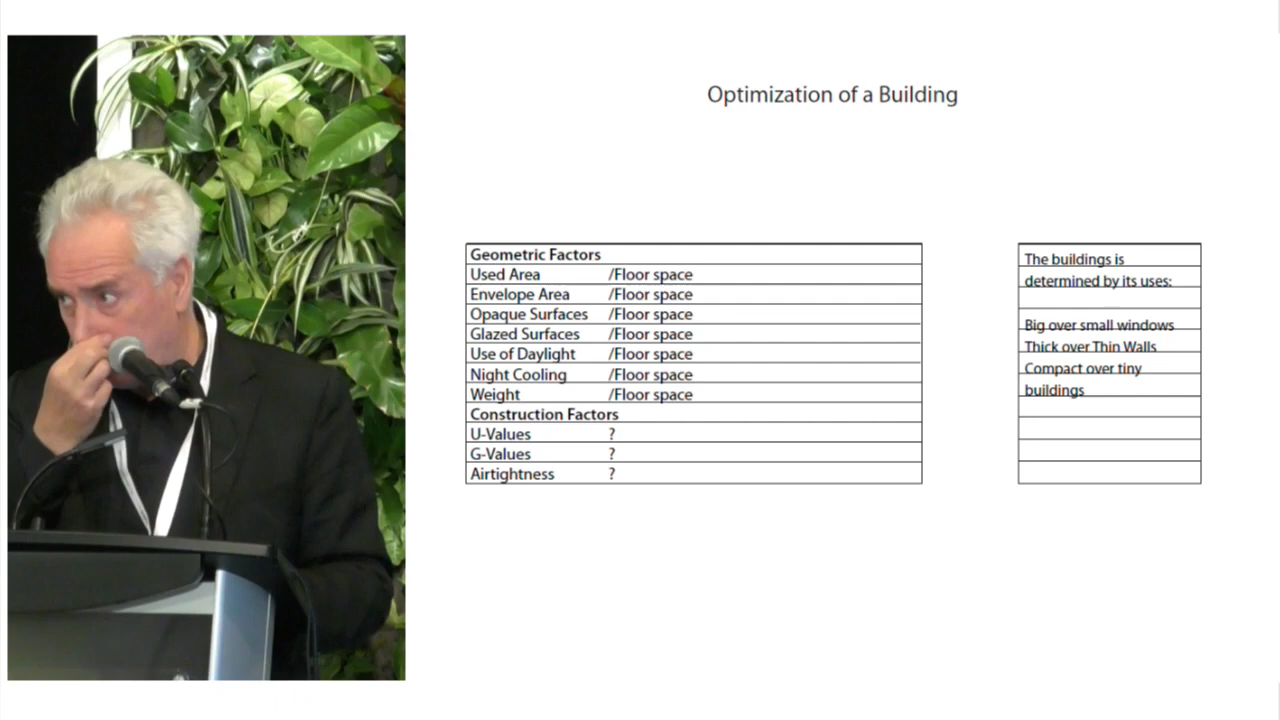 Optimization of a Building
Geometric Factors
Used Area /Floor space
Envelope Area /Floor space
Opaque Surfaces /Floor space
Glazed Surfaces /Floor space
Use of Daylight /Floor space
Night Cooling /Floor space
Weight /Floor space
Construction Factors
U-Values ?
G-Values ?
Airtightness ?
The buildings is
determined by its uses:
Big over small windows
Thick over Thin Walls
Compact over tiny
buildings